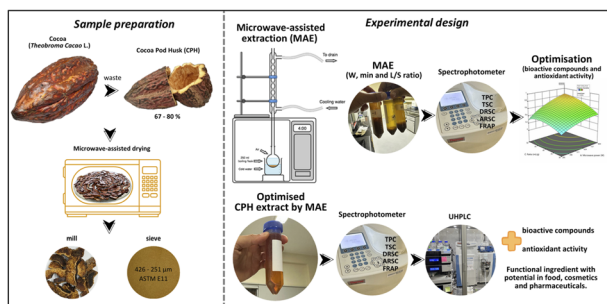 Sample preparation
Cocoa
(Theobroma Cacao L.)
Cocoa Pod Husk (CPH)
waste
67 - 80 %
Microwave-assisted drying
mill
sieve
426 - 251 µm
ASTM E11
Experimental design
Microwave-assisted
extraction (MAE)
To drain
Cooling water
4:00
MAE
(W, min and L/S ratio)
Spectrophotometer
TPC
TSC
DRSC
ARSC
FRAP
Optimisation
(bioactive compounds and
antioxidant activity)
Optimised
CPH extract by MAE
Spectrophotometer
TPC
TSC
DRSC
ARSC
FRAP
UHPLC
bioactive compounds
antioxidant activity
Functional ingredient with
potential in food, cosmetics
and pharmaceuticals.